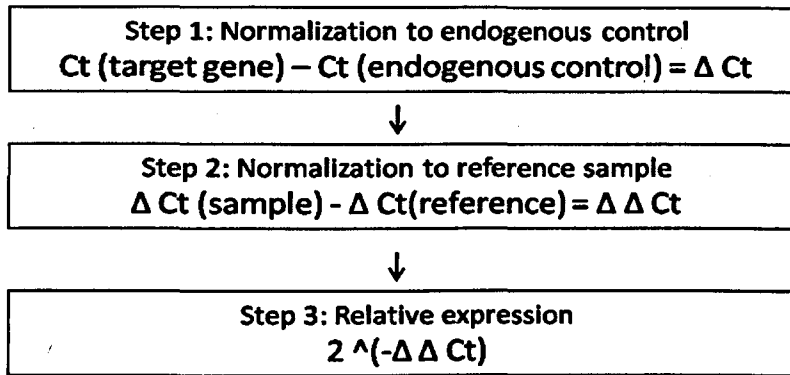 Step 1: Normalization to endogenous control
Ct (target gene) – Ct (endogenous control) = Δ Ct
Step 2: Normalization to reference sample
Δ Ct (sample) - Δ Ct(reference) = Δ Δ Ct
Step 3: Relative expression
2 ^(-Δ Δ Ct)